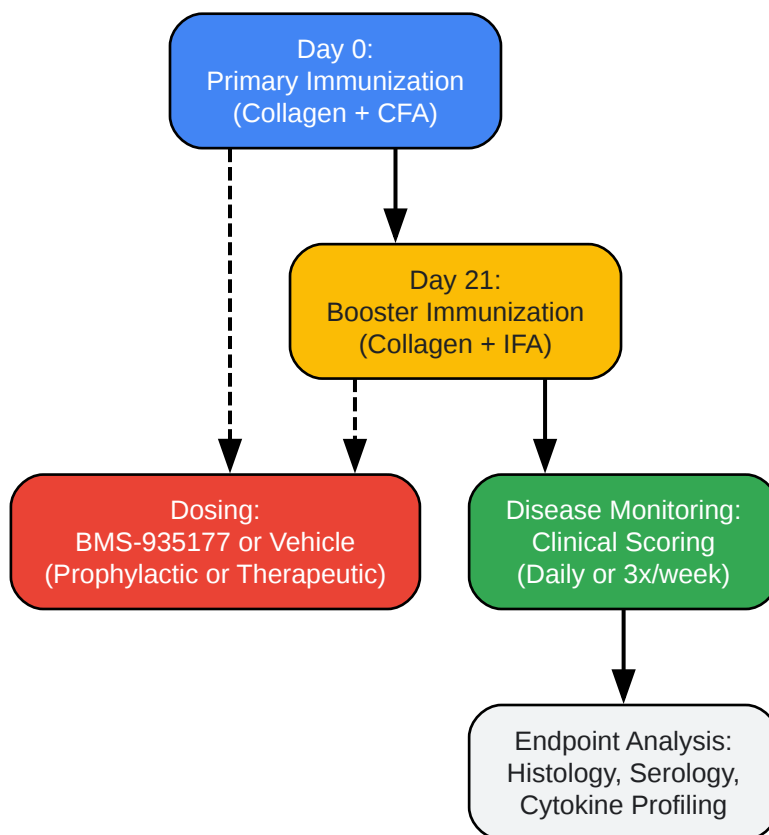 Day 0:
Primary Immunization
(Collagen + CFA)
Day 21:
Booster Immunization
(Collagen + IFA)
Dosing:
BMS-935177 or Vehicle
(Prophylactic or Therapeutic)
Disease Monitoring:
Clinical Scoring
(Daily or 3x/week)
Endpoint Analysis:
Histology, Serology,
Cytokine Profiling